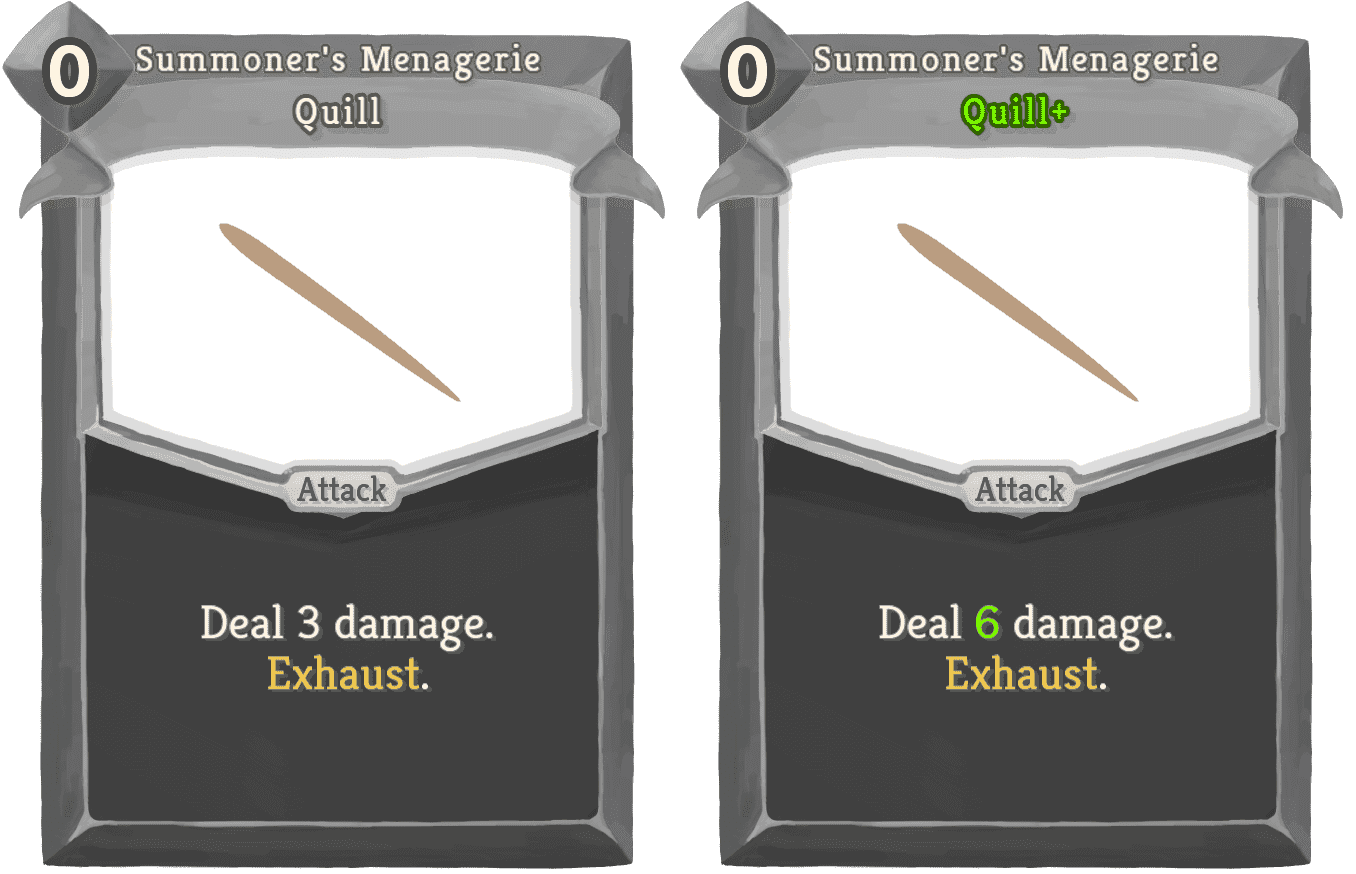 0
Summoner's Menagerie
Quill
Attack
Deal 3 damage.
Exhaust.
0
Summoner's Menagerie
Quill+
Attack
Deal 6 damage.
Exhaust.